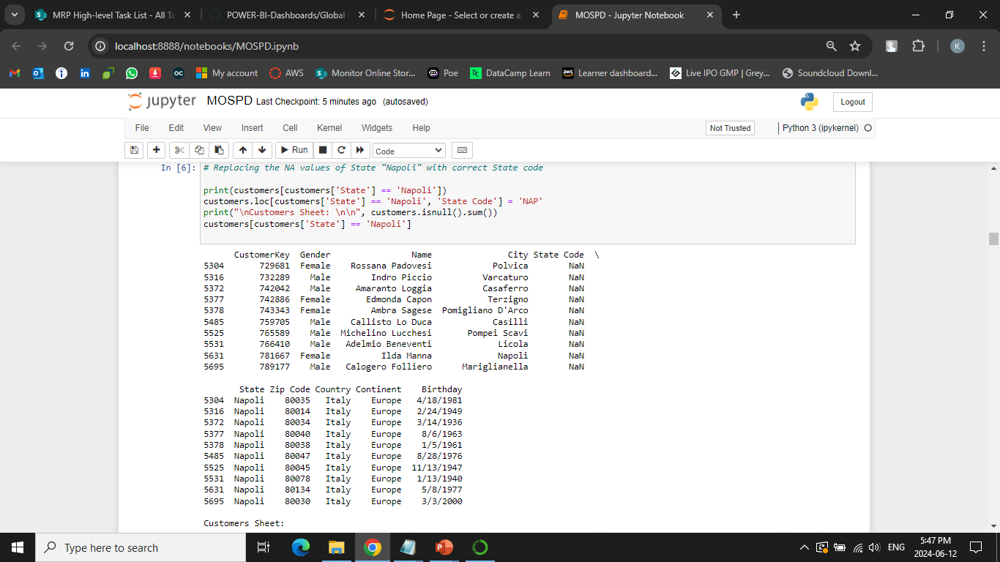 MRP High-level Task List - All Ta
POWER-BI-Dashboards/Global
Home Page - Select or create a
MOSPD - Jupyter Notebook
localhost:8888/notebooks/MOSPD.ipynb
K
My account
AWS
Monitor Online Stor...
Poe
DataCamp Learn
Learner dashboard...
Live IPO GMP | Grey...
Soundcloud Downl...
jupyter MOSPD Last Checkpoint: 5 minutes ago (autosaved)
Logout
File Edit View Insert Cell Kernel Widgets Help
Not Trusted
Python 3 (ipykernel)
Run
Code
In [6]: # Replacing the NA values of State "Napoli" with correct State code
print(customers[customers['State'] == 'Napoli'])
customers.loc[customers['State'] == 'Napoli', 'State Code'] = 'NAP'
print("\nCustomers Sheet: \n\n", customers.isnull().sum())
customers[customers['State'] == 'Napoli']
CustomerKey Gender Name City State Code \
5304 729681 Female Rossana Padovesi Polvica NaN
5316 732289 Male Indro Piccio Varcaturo NaN
5372 742042 Male Amaranto Loggia Casaferro NaN
5377 742886 Female Edmonda Capon Terzigno NaN
5378 743343 Female Ambra Sagese Pomigliano D'Arco NaN
5485 759705 Male Callisto Lo Duca Casilli NaN
5525 765589 Male Michelino Lucchesi Pompei Scavi NaN
5531 766410 Male Adelmio Beneventi Licola NaN
5631 781667 Female Ilda Manna Napoli NaN
5695 789177 Male Calogero Folliero Mariglianella NaN
State Zip Code Country Continent Birthday
5304 Napoli 80035 Italy Europe 4/18/1981
5316 Napoli 80014 Italy Europe 2/24/1949
5372 Napoli 80034 Italy Europe 3/14/1936
5377 Napoli 80040 Italy Europe 8/6/1963
5378 Napoli 80038 Italy Europe 1/5/1961
5485 Napoli 80047 Italy Europe 8/28/1976
5525 Napoli 80045 Italy Europe 11/13/1947
5531 Napoli 80078 Italy Europe 1/13/1940
5631 Napoli 80134 Italy Europe 5/8/1977
5695 Napoli 80030 Italy Europe 3/3/2000
Customers Sheet:
Type here to search
ENG
5:47 PM
2024-06-12